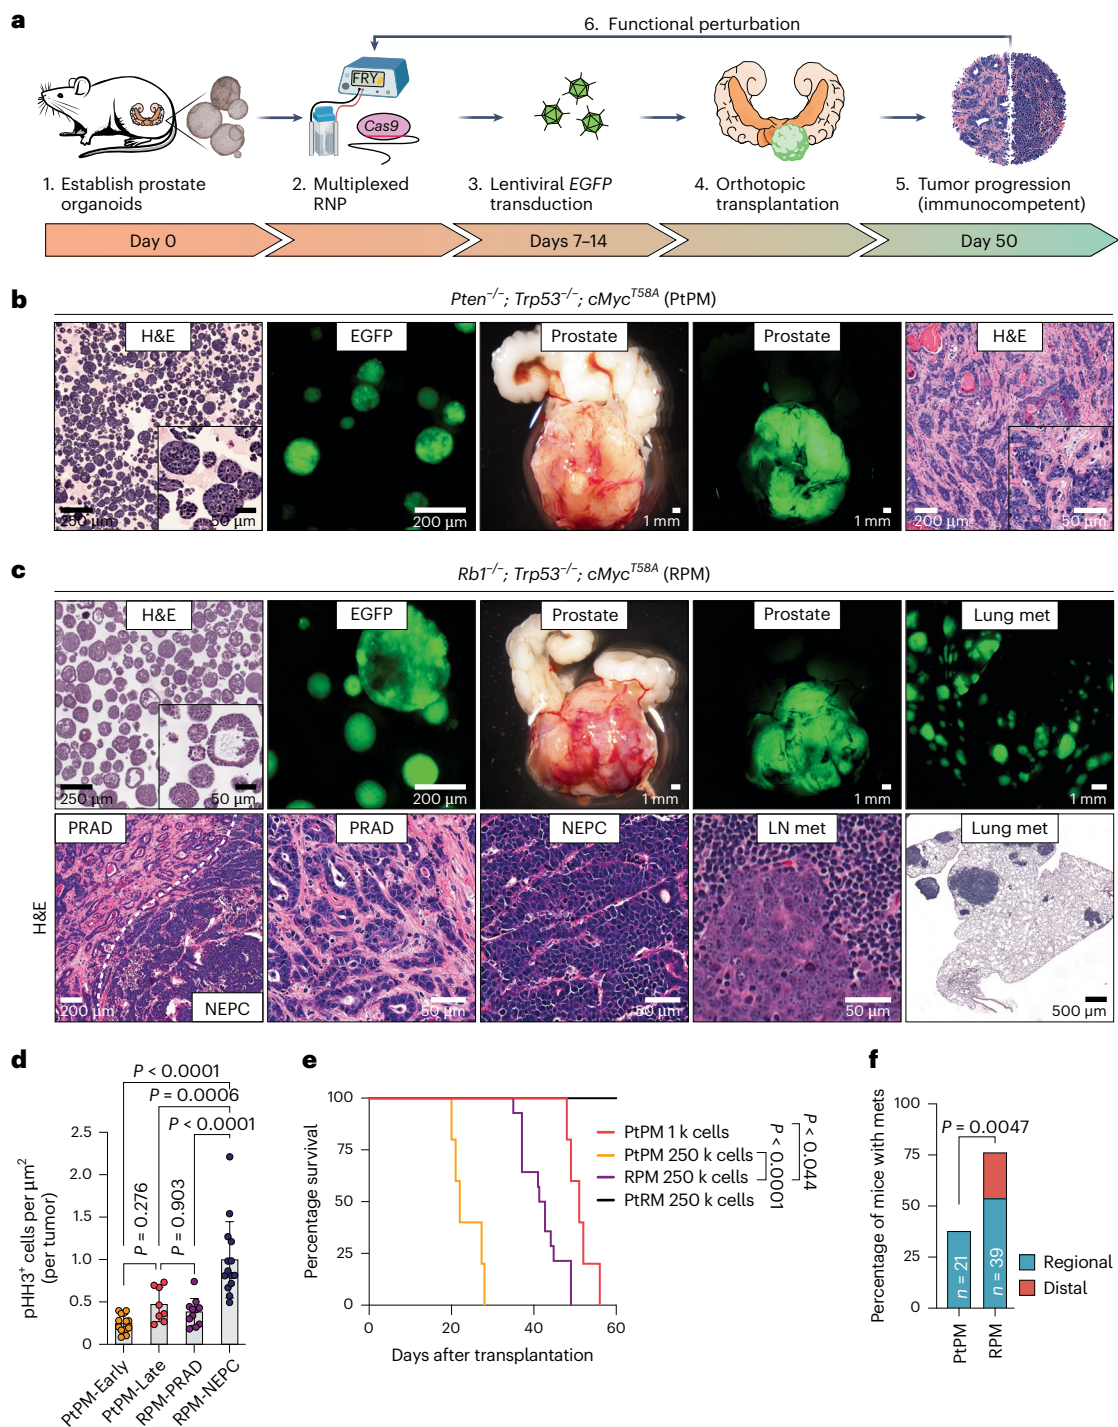 a
6. Functional perturbation
FRY
Cas9
1. Establish prostate
organoids
2. Multiplexed
RNP
3. Lentiviral EGFP
transduction
4. Orthotopic
transplantation
5. Tumor progression
(immunocompetent)
Day 0
Days 7–14
Day 50
b
Pten⁻/⁻; Trp53⁻/⁻; cMycᵀ⁵⁸ᴬ (PtPM)
H&E
EGFP
Prostate
Prostate
H&E
250 µm
50 µm
200 µm
1 mm
1 mm
200 µm
50 µm
c
Rb1⁻/⁻; Trp53⁻/⁻; cMycᵀ⁵⁸ᴬ (RPM)
H&E
EGFP
Prostate
Prostate
Lung met
250 µm
50 µm
200 µm
1 mm
1 mm
1 mm
H&E
PRAD
PRAD
NEPC
LN met
Lung met
200 µm
NEPC
50 µm
50 µm
50 µm
500 µm
d
P < 0.0001
P = 0.0006
P < 0.0001
P = 0.276
P = 0.903
pHH3⁺ cells per µm²
(per tumor)
2.5
2.0
1.5
1.0
0.5
0
PtPM-Early
PtPM-Late
RPM-PRAD
RPM-NEPC
e
Percentage survival
100
75
50
25
0
0
20
40
60
Days after transplantation
PtPM 1 k cells
PtPM 250 k cells
RPM 250 k cells
PtRM 250 k cells
P < 0.0001
P < 0.044
f
Percentage of mice with mets
100
75
50
25
0
P = 0.0047
n = 21
n = 39
PtPM
RPM
Regional
Distal